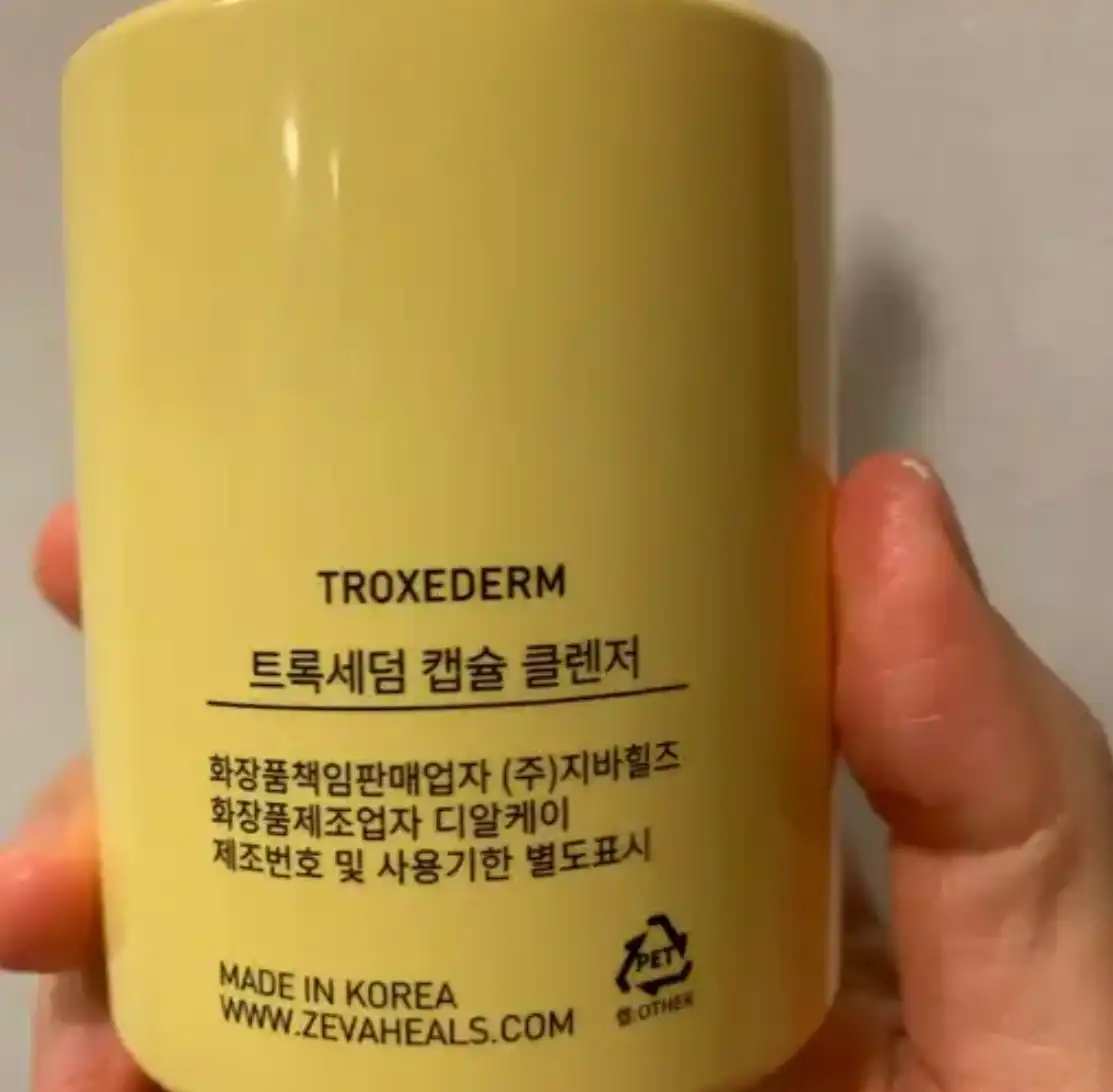 TROXEDERM
트록세덤 캡슐 클렌저
화장품책임판매업자 (주)지바힐즈
화장품제조업자 디알케이
제조번호 및 사용기한 별도표시
PET
캡:OTHER
MADE IN KOREA
WWW.ZEVAHEALS.COM